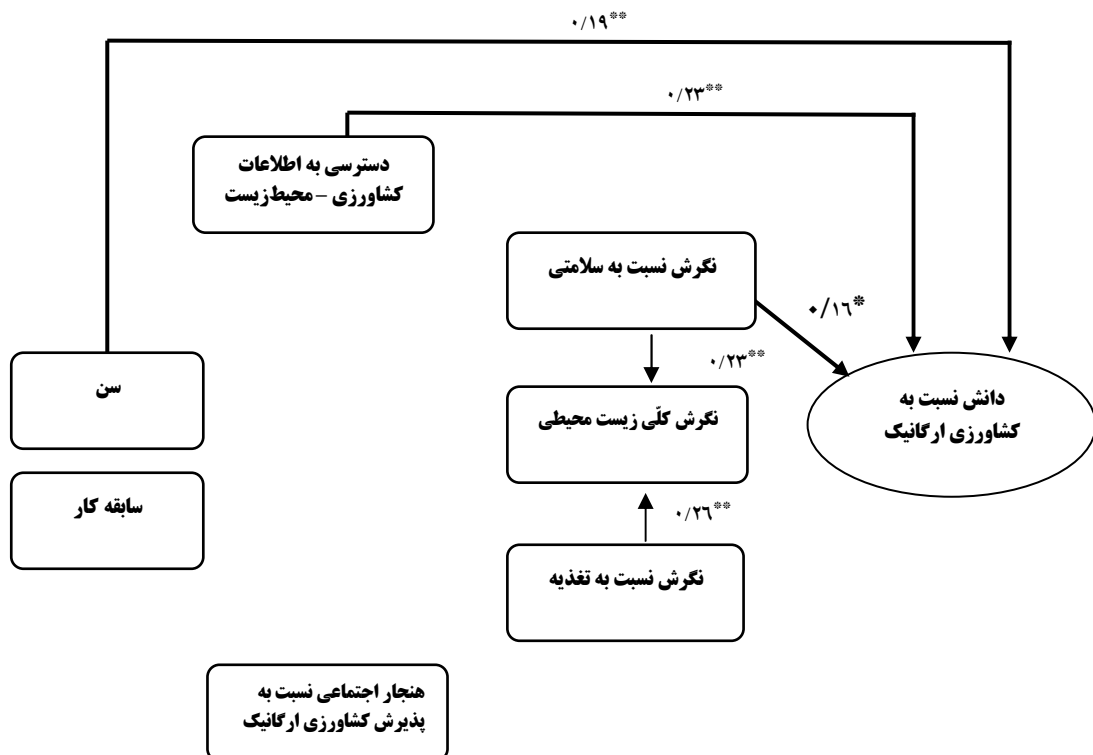 ۰/۱۹**
۰/۲۳**
دسترسی به اطلاعات
کشاورزی – محیط‌زیست
نگرش نسبت به سلامتی
۰/۱۶*
۰/۲۳**
سن
نگرش کلّی زیست محیطی
دانش نسبت به
کشاورزی ارگانیک
سابقه کار
۰/۲۶**
نگرش نسبت به تغذیه
هنجار اجتماعی نسبت به
پذیرش کشاورزی ارگانیک